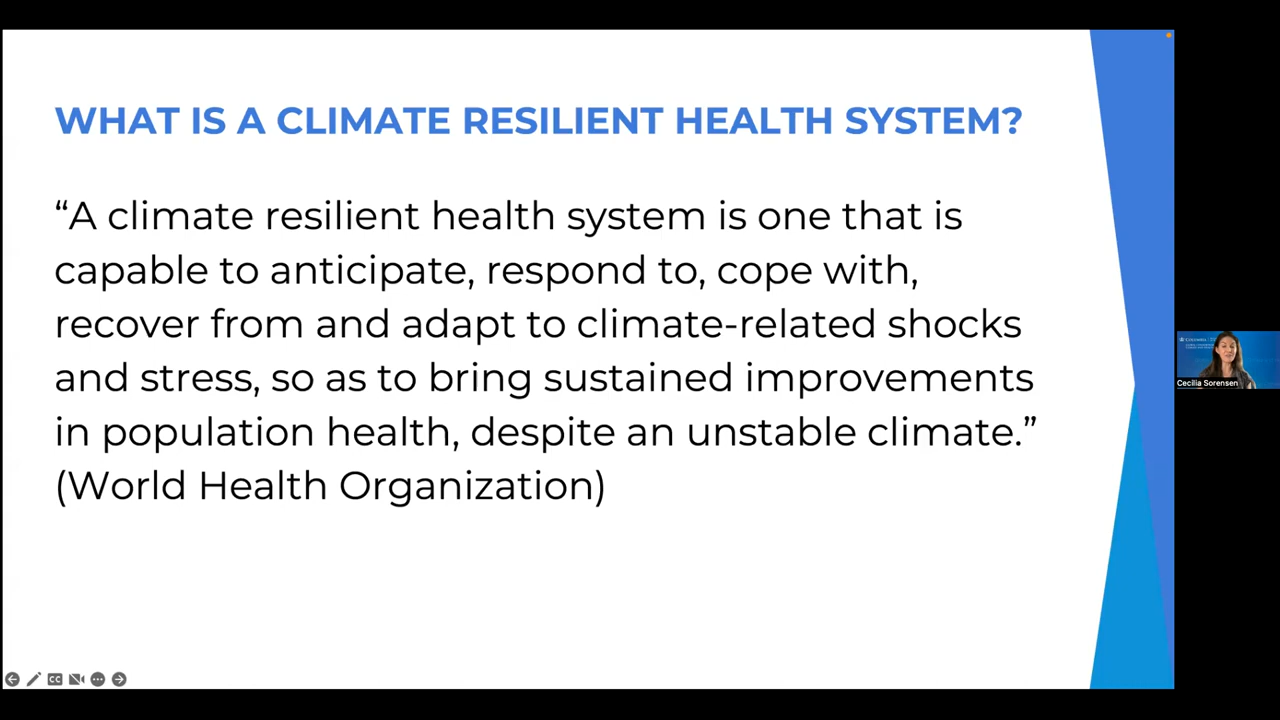 WHAT IS A CLIMATE RESILIENT HEALTH SYSTEM?
“A climate resilient health system is one that is
capable to anticipate, respond to, cope with,
recover from and adapt to climate-related shocks
and stress, so as to bring sustained improvements
in population health, despite an unstable climate.”
(World Health Organization)
Cecilia Sorensen